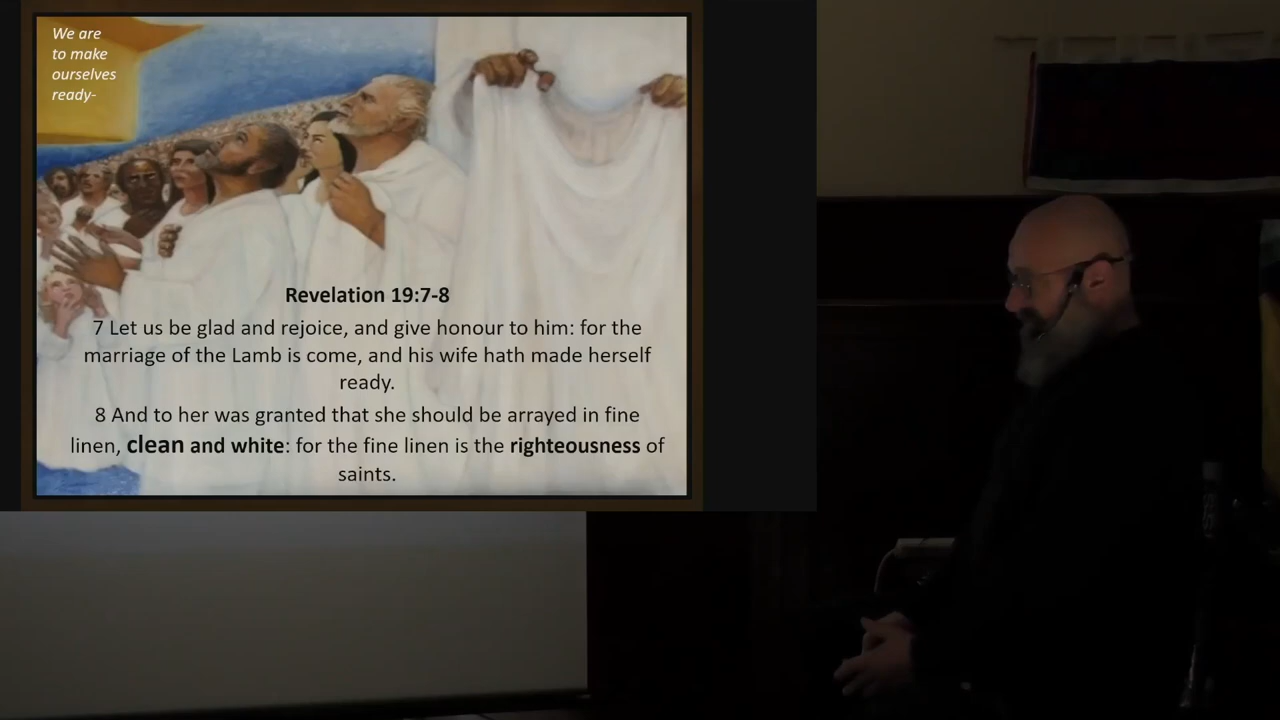 We are
to make
ourselves
ready-
Revelation 19:7-8
7 Let us be glad and rejoice, and give honour to him: for the
marriage of the Lamb is come, and his wife hath made herself
ready.
8 And to her was granted that she should be arrayed in fine
linen, clean and white: for the fine linen is the righteousness of
saints.